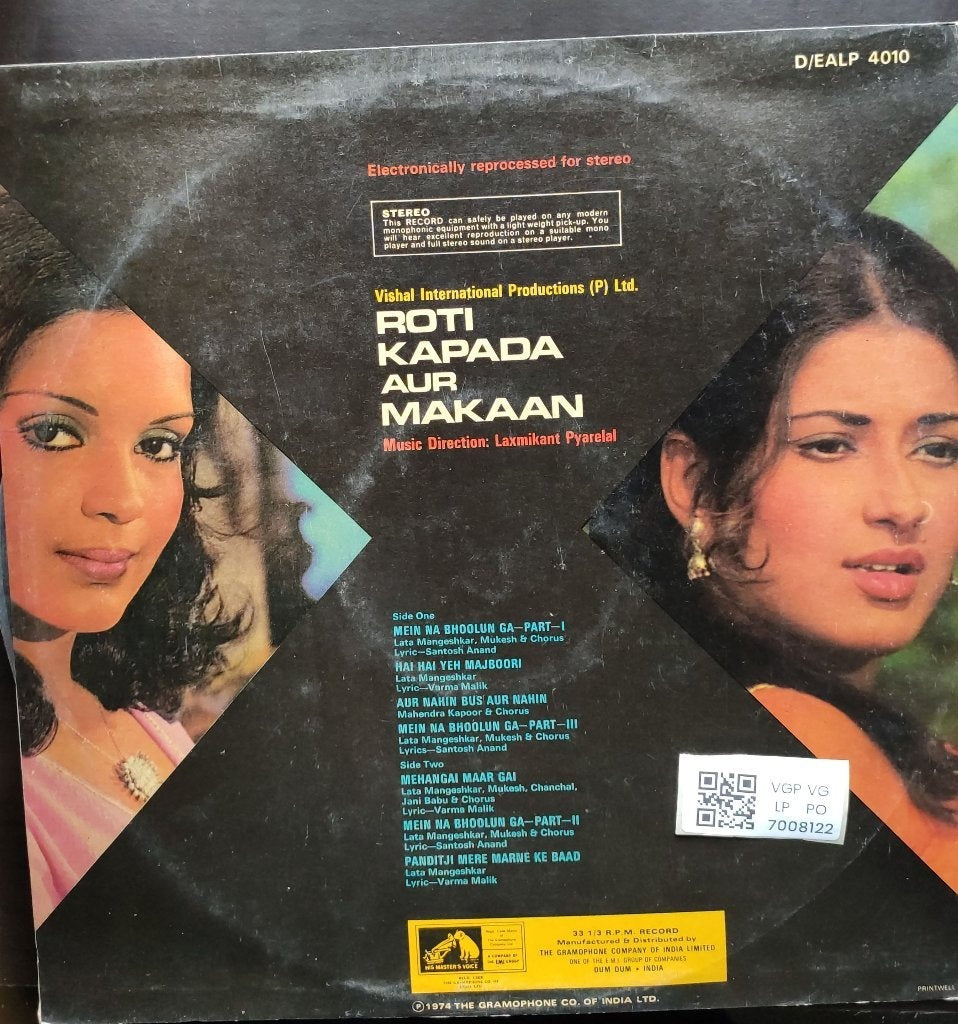 D/EALP 4010
Electronically reprocessed for stereo
STEREO
This RECORD can safely be played on any modern
monophonic equipment with a light weight pick-up. You
will hear excellent reproduction on a suitable mono
player and full stereo sound on a stereo player.
Vishal International Productions (P) Ltd.
ROTI
KAPADA
AUR
MAKAAN
Music Direction: Laxmikant Pyarelal
Side One
MEIN NA BHOOLUN GA—PART—I
Lata Mangeshkar, Mukesh & Chorus
Lyric—Santosh Anand
HAI HAI YEH MAJBOORI
Lata Mangeshkar
Lyric—Varma Malik
AUR NAHIN BUS AUR NAHIN
Mahendra Kapoor & Chorus
MEIN NA BHOOLUN GA—PART—III
Lata Mangeshkar, Mukesh & Chorus
Lyrics—Santosh Anand
Side Two
MEHANGAI MAAR GAI
Lata Mangeshkar, Mukesh, Chanchal,
Jani Babu & Chorus
Lyric—Varma Malik
MEIN NA BHOOLUN GA—PART—II
Lata Mangeshkar, Mukesh & Chorus
Lyric—Santosh Anand
PANDITJI MERE MARNE KE BAAD
Lata Mangeshkar
Lyric—Varma Malik
VGP VG
LP PO
7008122
HIS MASTER'S VOICE
33 1/3 R.P.M. RECORD
Manufactured & Distributed by
THE GRAMOPHONE COMPANY OF INDIA LIMITED
ONE OF THE E.M.I. GROUP OF COMPANIES
DUM DUM • INDIA
℗1974 THE GRAMOPHONE CO. OF INDIA LTD.
PRINTWELL